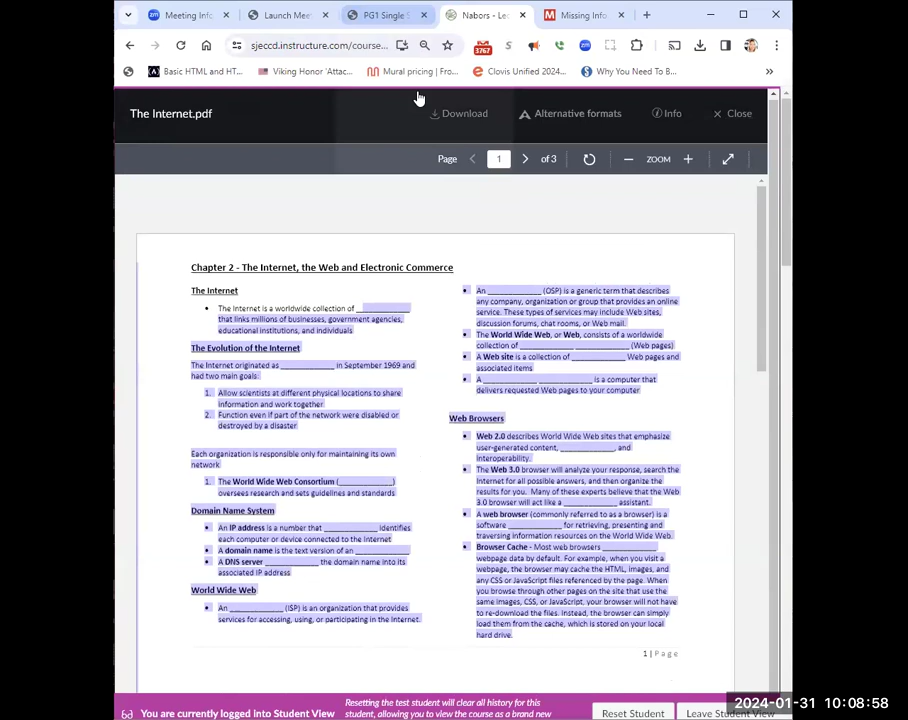 Meeting Info
Launch Mee
PG1 Single S
Nabors - Lec
Missing Info
sjeccd.instructure.com/course...
3767
Basic HTML and HT...
Viking Honor 'Attac...
Mural pricing | Fro...
Clovis Unified 2024...
Why You Need To B...
The Internet.pdf
Download
Alternative formats
Info
Close
Page
1
of 3
ZOOM
Chapter 2 - The Internet, the Web and Electronic Commerce
The Internet
• The Internet is a worldwide collection of ____________
that links millions of businesses, government agencies,
educational institutions, and individuals
The Evolution of the Internet
The Internet originated as ____________ in September 1969 and
had two main goals:
1. Allow scientists at different physical locations to share
information and work together
2. Function even if part of the network were disabled or
destroyed by a disaster
Each organization is responsible only for maintaining its own
network
1. The World Wide Web Consortium (____________)
oversees research and sets guidelines and standards
Domain Name System
• An IP address is a number that ____________ identifies
each computer or device connected to the Internet
• A domain name is the text version of an ____________
• A DNS server ____________ the domain name into its
associated IP address
World Wide Web
• An ____________ (ISP) is an organization that provides
services for accessing, using, or participating in the Internet.
• An ____________ (OSP) is a generic term that describes
any company, organization or group that provides an online
service. These types of services may include Web sites,
discussion forums, chat rooms, or Web mail.
• The World Wide Web, or Web, consists of a worldwide
collection of ____________ ____________ (Web pages)
• A Web site is a collection of ____________ Web pages and
associated items
• A ____________ ____________ is a computer that
delivers requested Web pages to your computer
Web Browsers
• Web 2.0 describes World Wide Web sites that emphasize
user-generated content, ____________, and
interoperability.
• The Web 3.0 browser will analyze your response, search the
Internet for all possible answers, and then organize the
results for you. Many of these experts believe that the Web
3.0 browser will act like a ____________ assistant.
• A web browser (commonly referred to as a browser) is a
software ____________ for retrieving, presenting and
traversing information resources on the World Wide Web.
• Browser Cache - Most web browsers ____________
webpage data by default. For example, when you visit a
webpage, the browser may cache the HTML, images, and
any CSS or JavaScript files referenced by the page. When
you browse through other pages on the site that use the
same images, CSS, or JavaScript, your browser will not have
to re-download the files. Instead, the browser can simply
load them from the cache, which is stored on your local
hard drive.
1 | Page
You are currently logged into Student View
Resetting the test student will clear all history for this
student, allowing you to view the course as a brand new
Reset Student
Leave Student View
2024-01-31 10:08:58